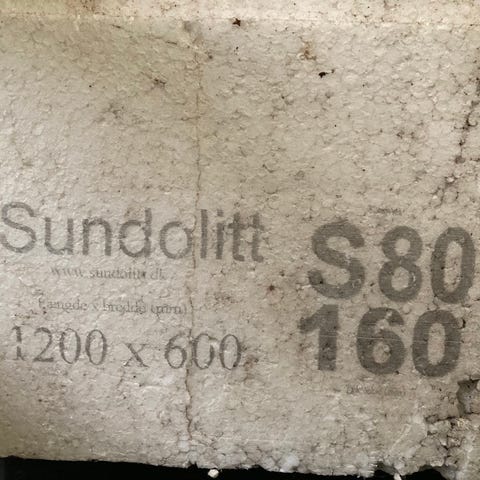 Sundolitt
www.sundolitt.dk
Længde x bredde (mm)
1200 x 600
S80
160